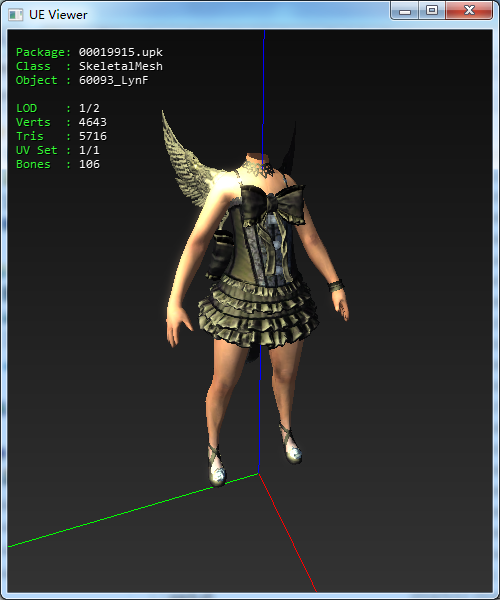 UE Viewer
Package: 00019915.upk
Class : SkeletalMesh
Object : 60093_LynF
LOD : 1/2
Verts : 4643
Tris : 5716
UV Set : 1/1
Bones : 106